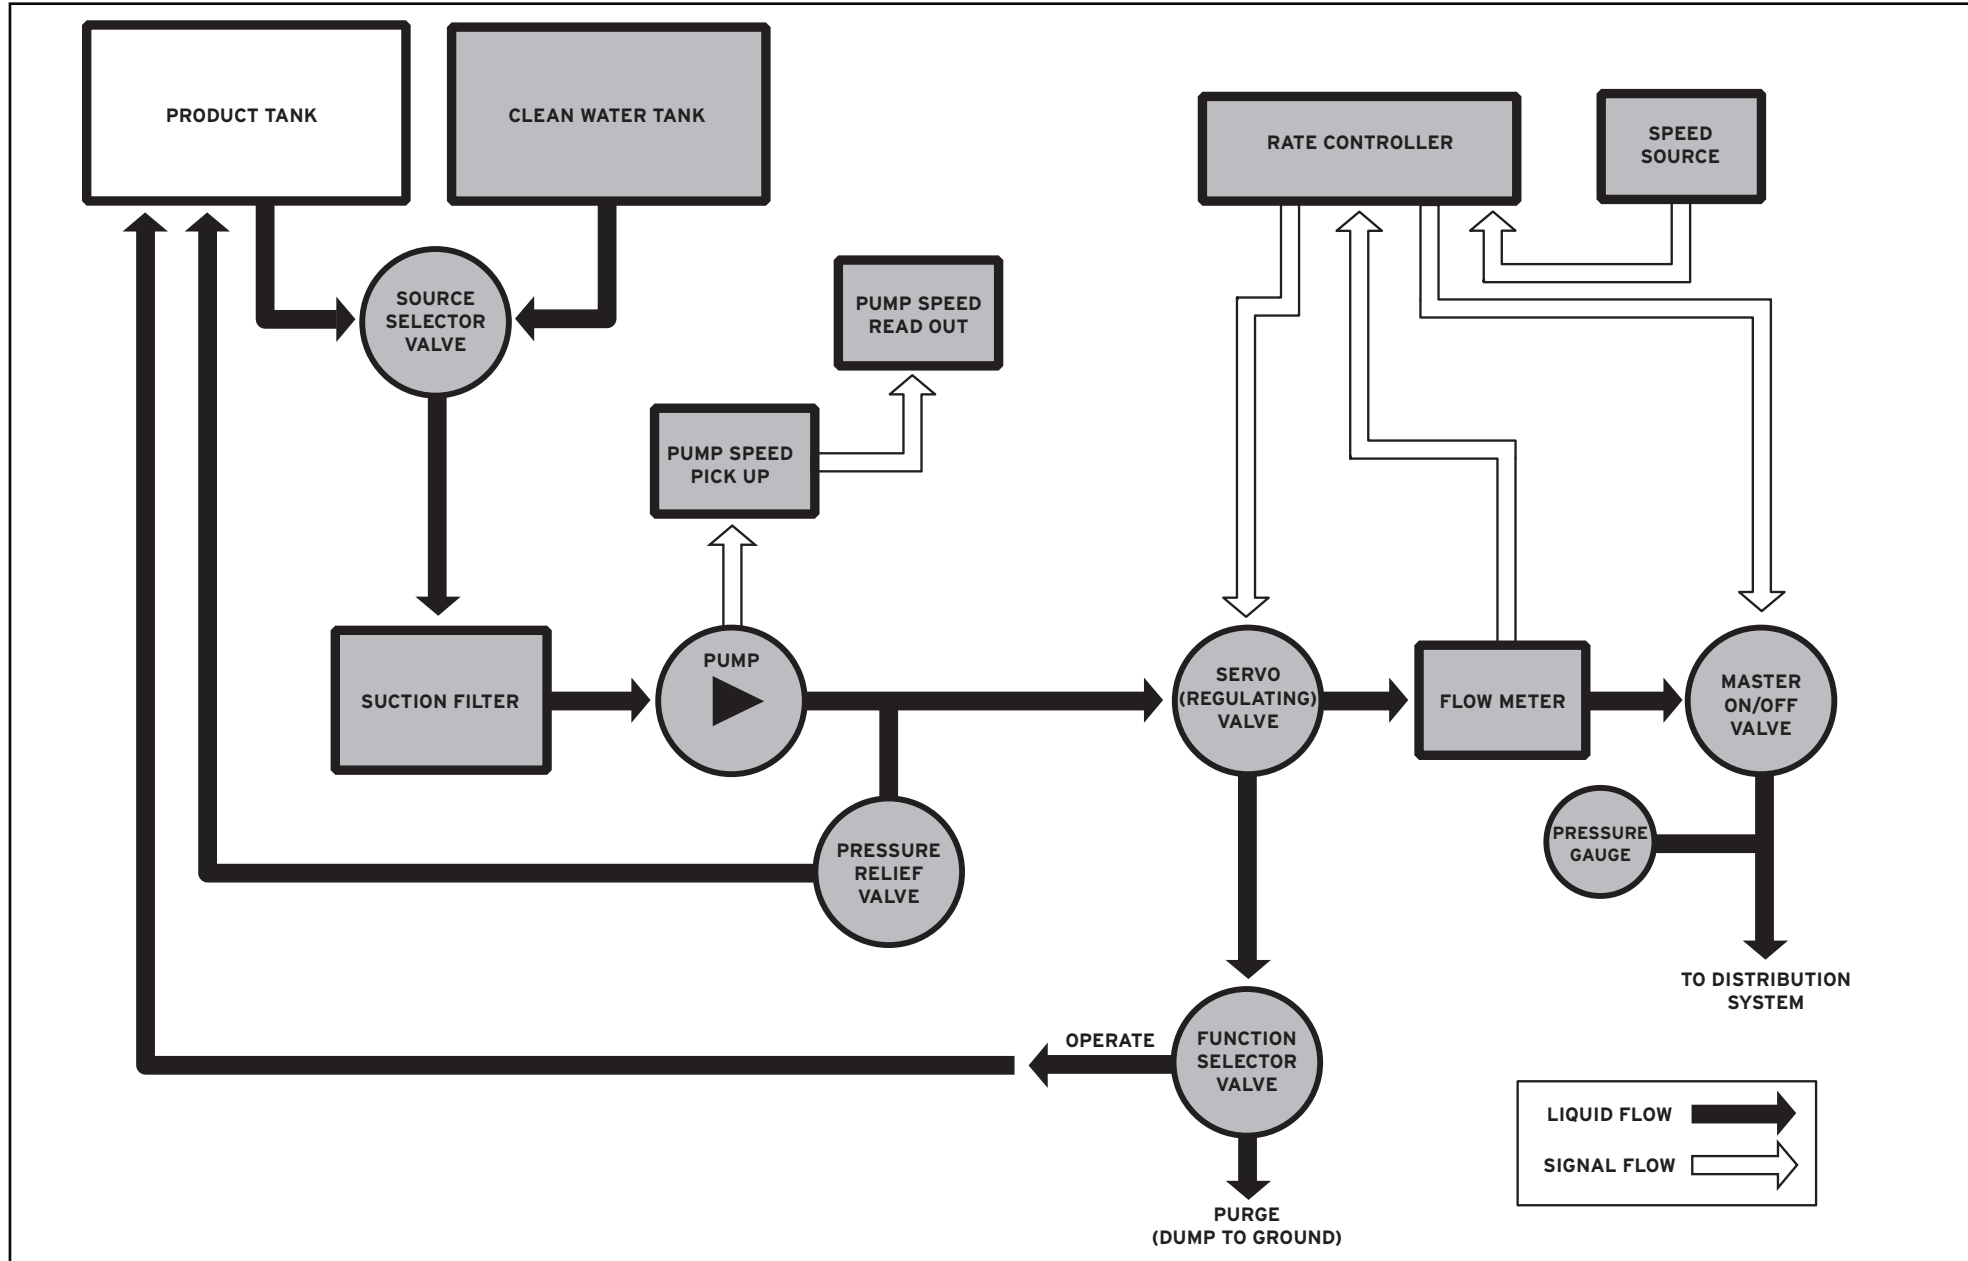 PRODUCT TANK
CLEAN WATER TANK
RATE CONTROLLER
SPEED
SOURCE
SOURCE
SELECTOR
VALVE
PUMP SPEED
READ OUT
PUMP SPEED
PICK UP
SUCTION FILTER
PUMP
SERVO
(REGULATING)
VALVE
FLOW METER
MASTER
ON/OFF
VALVE
PRESSURE
RELIEF
VALVE
PRESSURE
GAUGE
TO DISTRIBUTION
SYSTEM
OPERATE
FUNCTION
SELECTOR
VALVE
PURGE
(DUMP TO GROUND)
LIQUID FLOW
SIGNAL FLOW